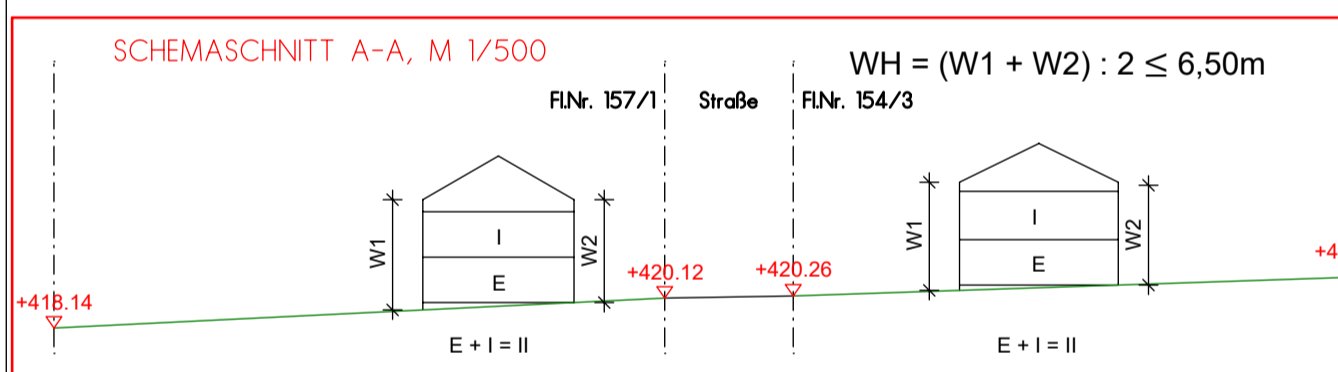 SCHEMASCHNITT A-A, M 1/500
WH = (W1 + W2) : 2 ≤ 6,50m
Fl.Nr. 157/1 Straße Fl.Nr. 154/3
W1 I W2 W1 I W2
E E
+418.14 +420.12 +420.26 +4
E + I = II E + I = II